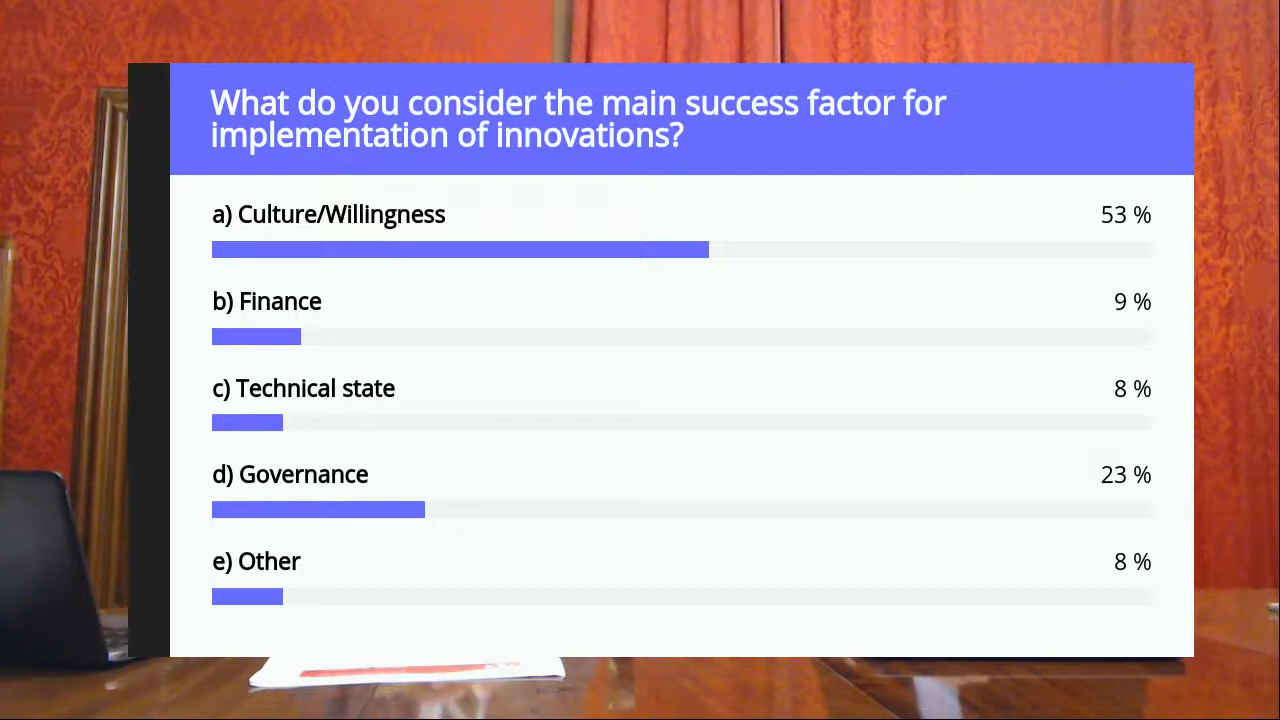 What do you consider the main success factor for
implementation of innovations?
a) Culture/Willingness 53 %
b) Finance 9 %
c) Technical state 8 %
d) Governance 23 %
e) Other 8 %